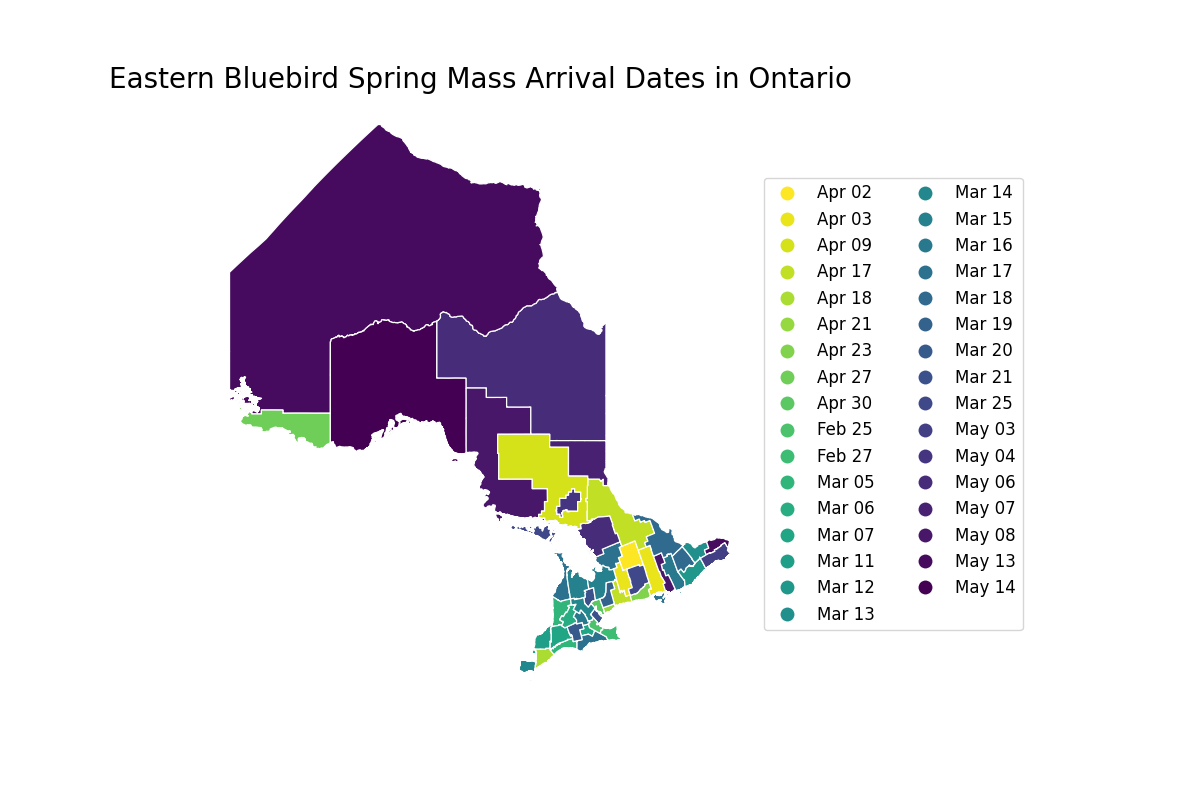 Eastern Bluebird Spring Mass Arrival Dates in Ontario
Apr 02
Apr 03
Apr 09
Apr 17
Apr 18
Apr 21
Apr 23
Apr 27
Apr 30
Feb 25
Feb 27
Mar 05
Mar 06
Mar 07
Mar 11
Mar 12
Mar 13
Mar 14
Mar 15
Mar 16
Mar 17
Mar 18
Mar 19
Mar 20
Mar 21
Mar 25
May 03
May 04
May 06
May 07
May 08
May 13
May 14